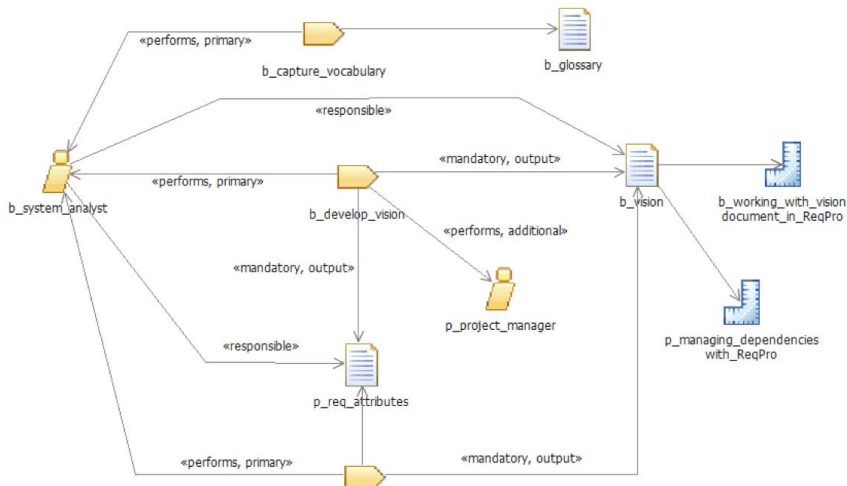 «performs, primary»
b_capture_vocabulary
b_glossary
«responsible»
«mandatory, output»
«performs, primary»
b_system_analyst
b_develop_vision
b_vision
b_working_with_vision
document_in_ReqPro
«performs, additional»
«mandatory, output»
p_project_manager
p_managing_dependencies
with_ReqPro
«responsible»
p_req_attributes
«performs, primary»
«mandatory, output»